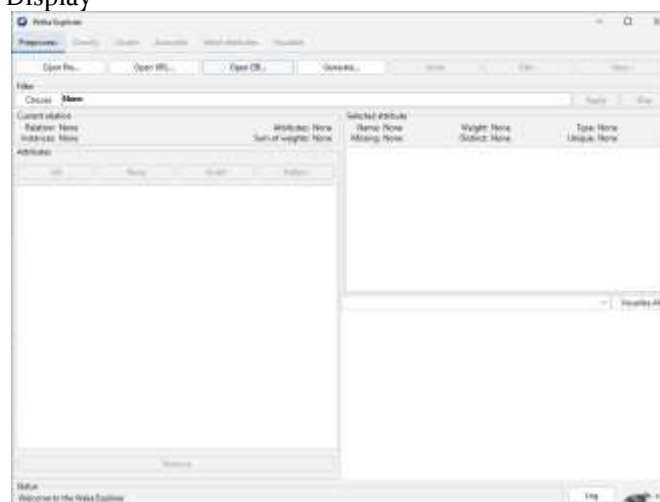 Display
Weka Explorer
Preprocess Classify Cluster Associate Select attributes Visualize
Open file... Open URL... Open DB... Generate... Undo Edit... Save...
Filter
Choose None Apply Stop
Current relation
Relation: None Attributes: None
Instances: None Sum of weights: None
Attributes
All None Invert Pattern
Remove
Selected attribute
Name: None Weight: None Type: None
Missing: None Distinct: None Unique: None
Visualize All
Status
Welcome to the Weka Explorer
Log